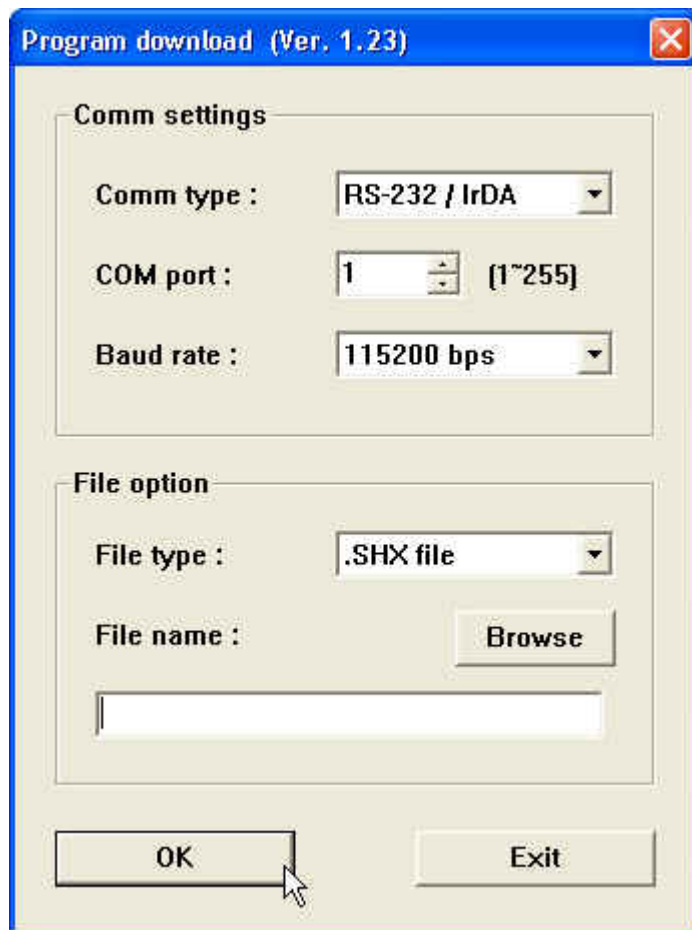 Program download (Ver. 1.23)
Comm settings
Comm type : RS-232 / IrDA
COM port : 1 (1~255)
Baud rate : 115200 bps
File option
File type : .SHX file
File name : Browse
OK Exit